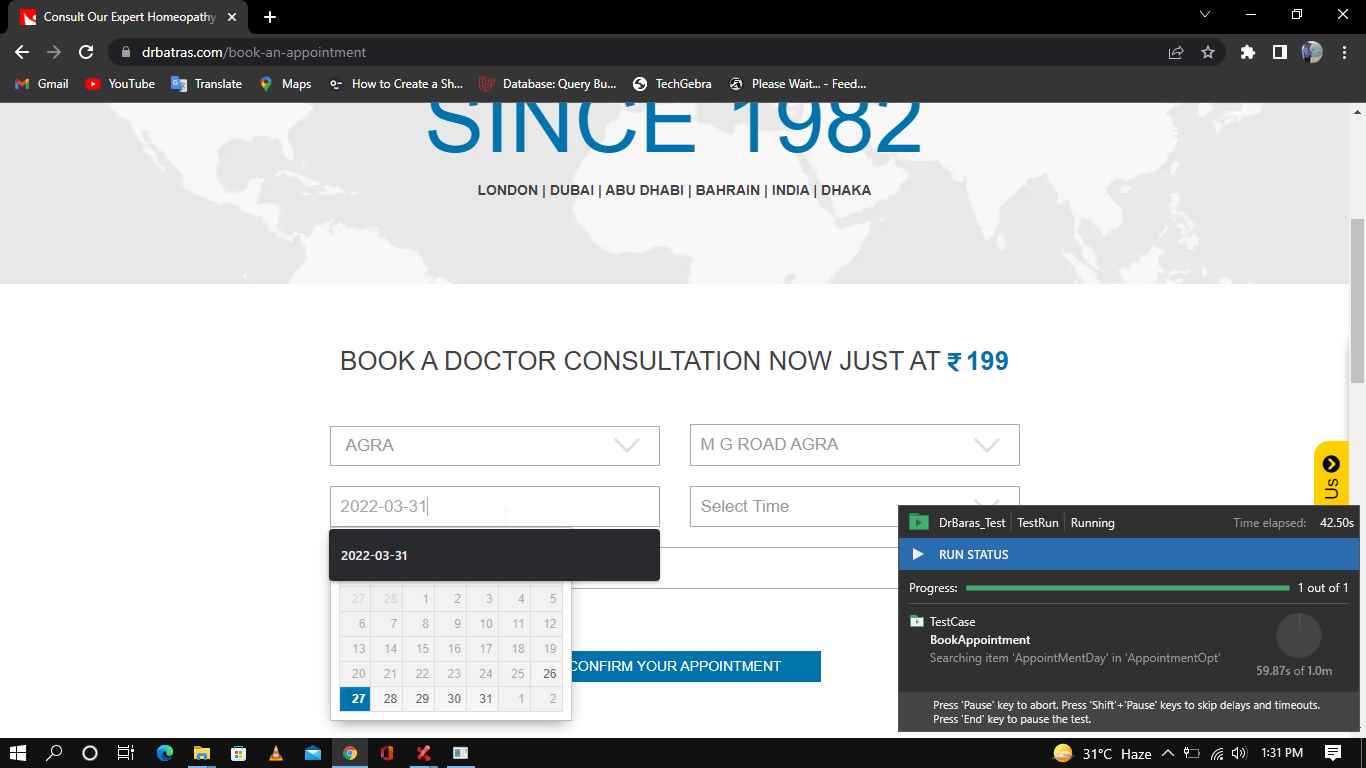 Consult Our Expert Homeopathy
drbatras.com/book-an-appointment
Gmail YouTube Translate Maps How to Create a Sh... Database: Query Bu... TechGebra Please Wait... - Feed...
SINCE 1982
LONDON | DUBAI | ABU DHABI | BAHRAIN | INDIA | DHAKA
BOOK A DOCTOR CONSULTATION NOW JUST AT ₹ 199
AGRA M G ROAD AGRA
2022-03-31 Select Time
Us
2022-03-31
27 28 1 2 3 4 5
6 7 8 9 10 11 12
13 14 15 16 17 18 19
20 21 22 23 24 25 26
27 28 29 30 31 1 2
CONFIRM YOUR APPOINTMENT
DrBaras_Test TestRun Running Time elapsed: 42.50s
RUN STATUS
Progress: 1 out of 1
TestCase
BookAppointment
Searching item 'AppointMentDay' in 'AppointmentOpt'
59.87s of 1.0m
Press 'Pause' key to abort. Press 'Shift'+'Pause' keys to skip delays and timeouts.
Press 'End' key to pause the test.
31°C Haze 1:31 PM